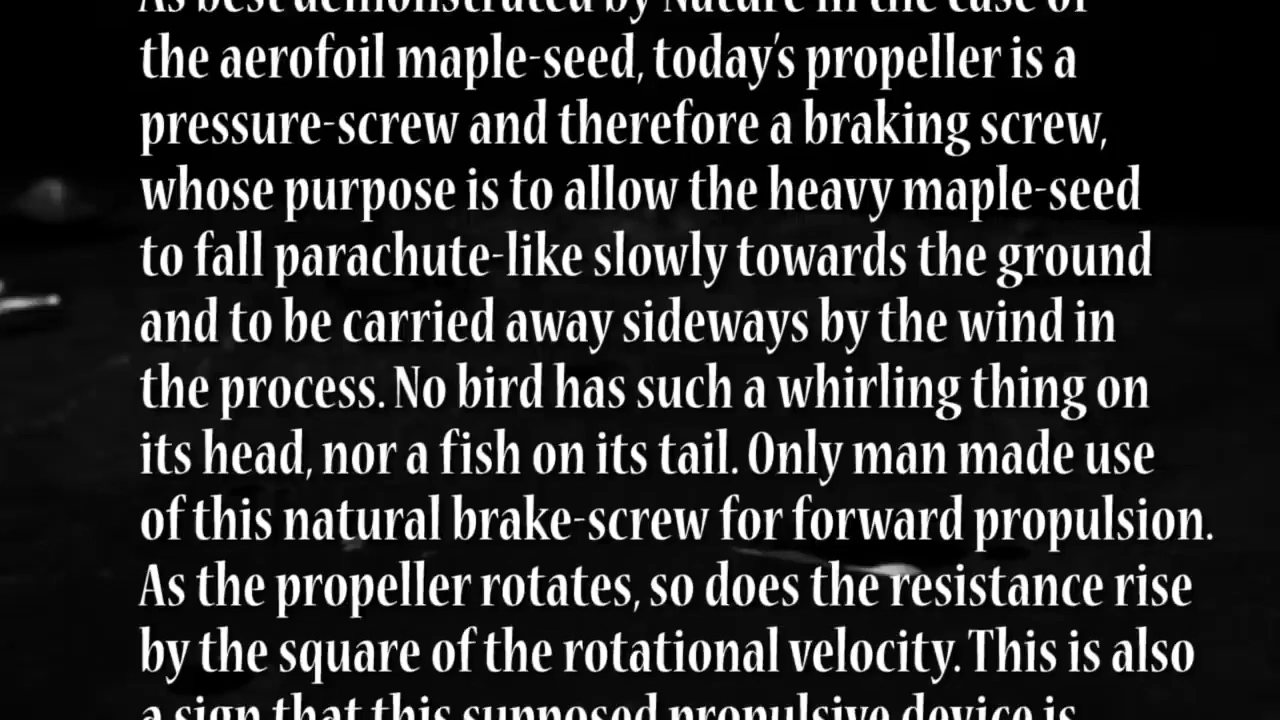 As best demonstrated by Nature in the case of
the aerofoil maple-seed, today's propeller is a
pressure-screw and therefore a braking screw,
whose purpose is to allow the heavy maple-seed
to fall parachute-like slowly towards the ground
and to be carried away sideways by the wind in
the process. No bird has such a whirling thing on
its head, nor a fish on its tail. Only man made use
of this natural brake-screw for forward propulsion.
As the propeller rotates, so does the resistance rise
by the square of the rotational velocity. This is also
a sign that this supposed propulsive device is